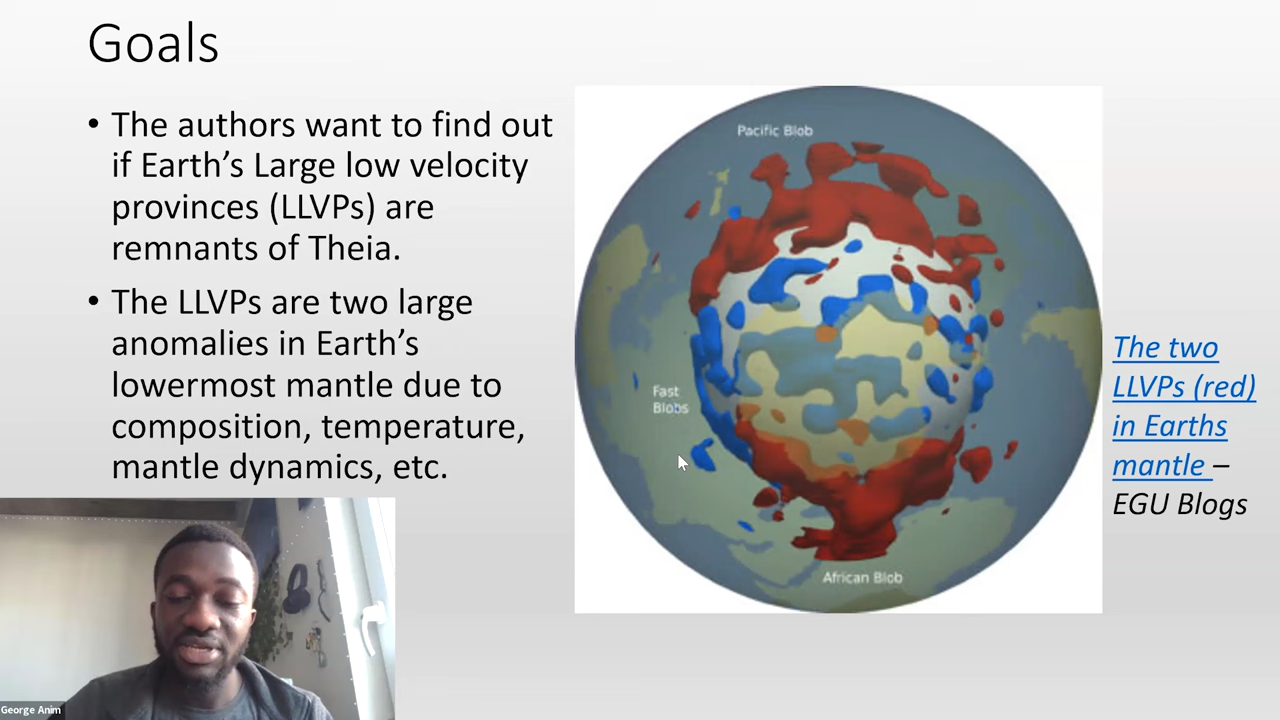 Goals
• The authors want to find out
if Earth’s Large low velocity
provinces (LLVPs) are
remnants of Theia.
• The LLVPs are two large
anomalies in Earth’s
lowermost mantle due to
composition, temperature,
mantle dynamics, etc.
Pacific Blob
Fast
Blobs
African Blob
The two
LLVPs (red)
in Earths
mantle –
EGU Blogs
George Anim